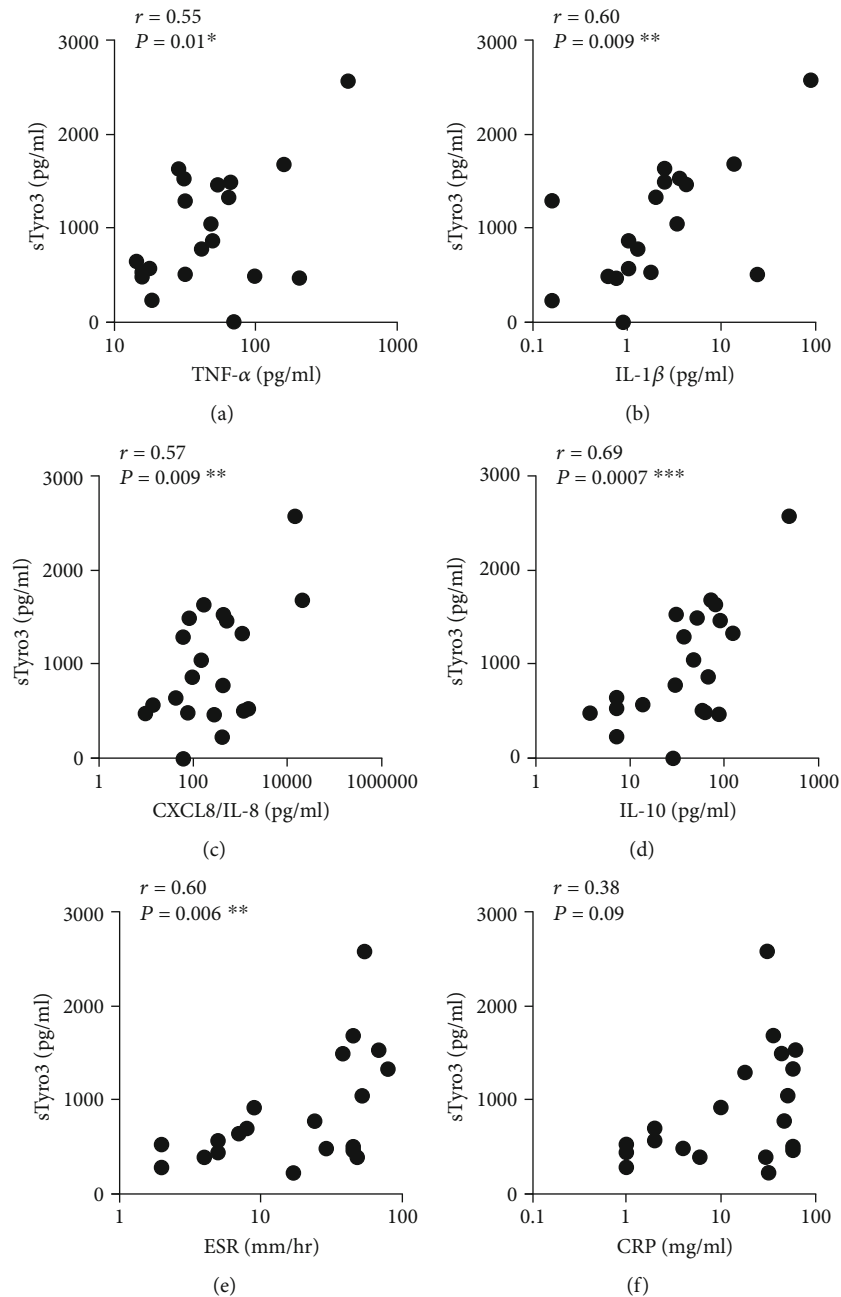 r = 0.55
P = 0.01*
3000
2000
1000
0
sTyro3 (pg/ml)
10
100
1000
TNF-α (pg/ml)
(a)
r = 0.60
P = 0.009 **
3000
2000
1000
0
sTyro3 (pg/ml)
0.1
1
10
100
IL-1β (pg/ml)
(b)
r = 0.57
P = 0.009 **
3000
2000
1000
0
sTyro3 (pg/ml)
1
100
10000
1000000
CXCL8/IL-8 (pg/ml)
(c)
r = 0.69
P = 0.0007 ***
3000
2000
1000
0
sTyro3 (pg/ml)
1
10
100
1000
IL-10 (pg/ml)
(d)
r = 0.60
P = 0.006 **
3000
2000
1000
0
sTyro3 (pg/ml)
1
10
100
ESR (mm/hr)
(e)
r = 0.38
P = 0.09
3000
2000
1000
0
sTyro3 (pg/ml)
0.1
1
10
100
CRP (mg/ml)
(f)